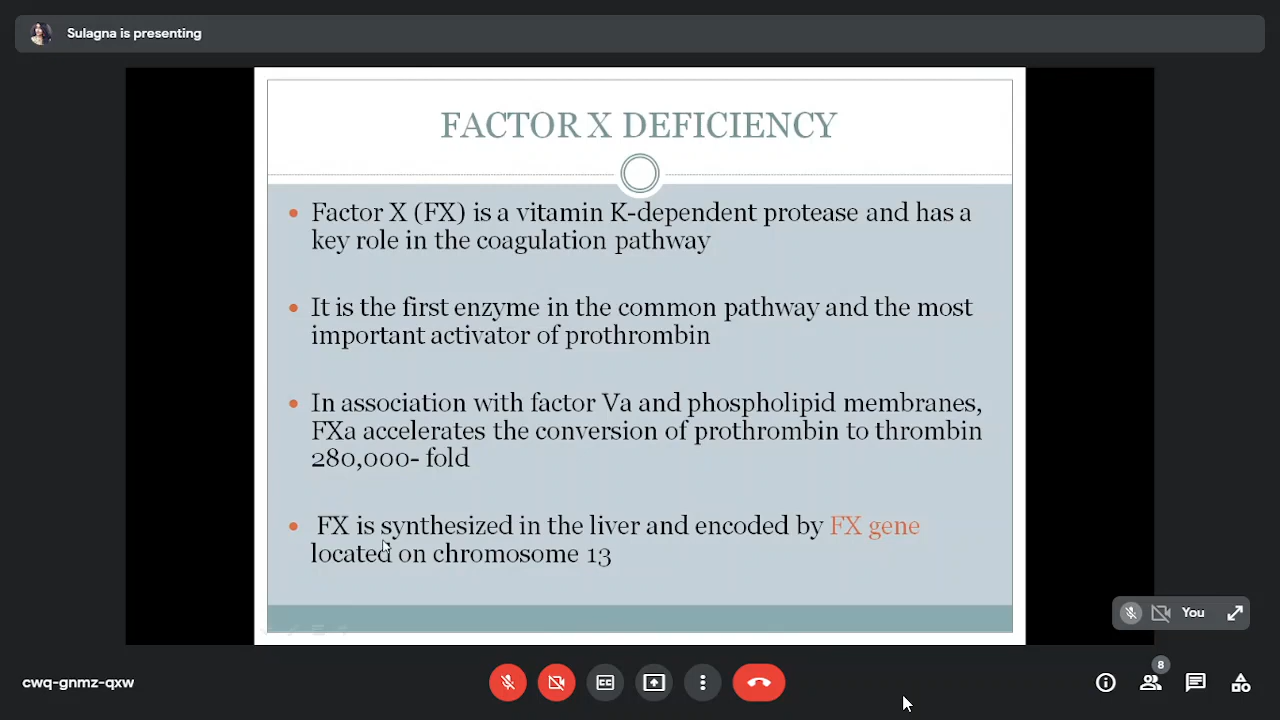 Sulagna is presenting
FACTOR X DEFICIENCY
Factor X (FX) is a vitamin K-dependent protease and has a
key role in the coagulation pathway
It is the first enzyme in the common pathway and the most
important activator of prothrombin
In association with factor Va and phospholipid membranes,
FXa accelerates the conversion of prothrombin to thrombin
280,000- fold
FX is synthesized in the liver and encoded by FX gene
located on chromosome 13
You
8
cwq-gnmz-qxw
CC